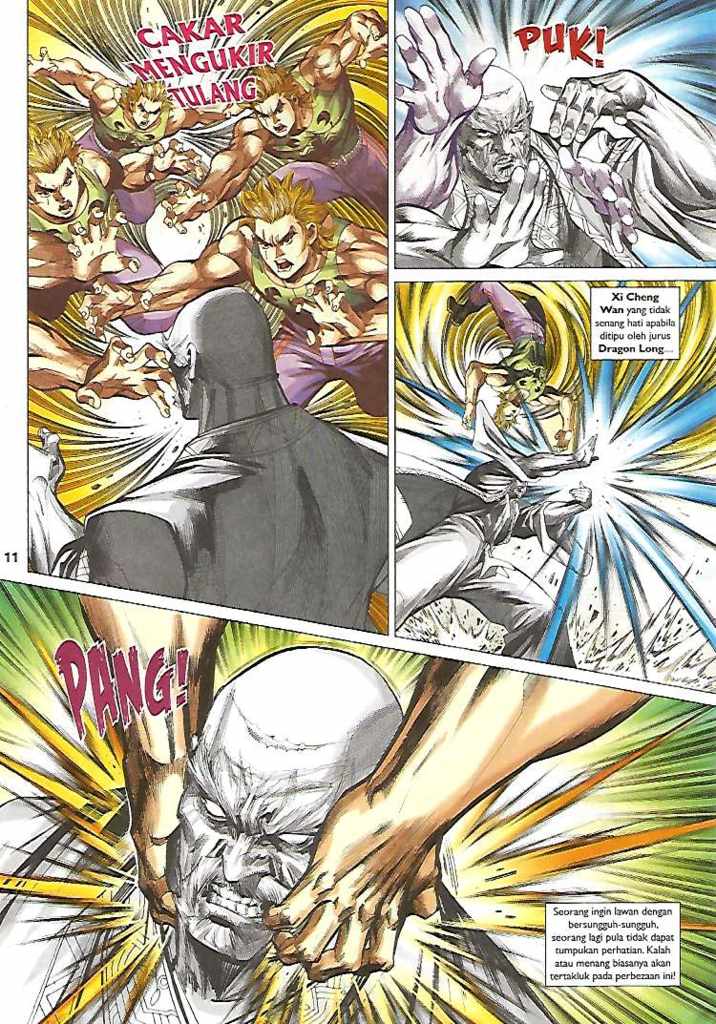 CAKAR
MENGUKIR
TULANG
PUK!
Xi Cheng
Wan yang tidak
senang hati apabila
ditipu oleh jurus
Dragon Long....
11
PANG!
Seorang ingin lawan dengan
bersungguh-sungguh,
seorang lagi pula tidak dapat
tumpukan perhatian. Kalah
atau menang biasanya akan
tertakluk pada perbezaan ini!